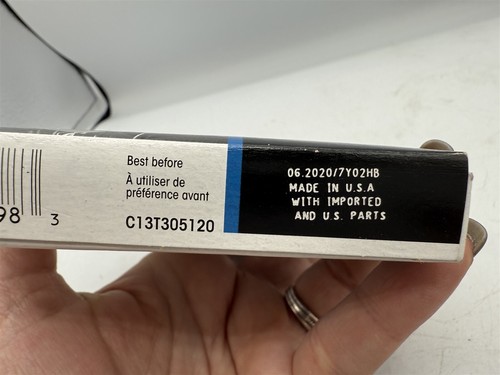 98 3
Best before
À utiliser de
préférence avant
C13T305120
06.2020/7Y02HB
MADE IN U.S.A
WITH IMPORTED
AND U.S. PARTS